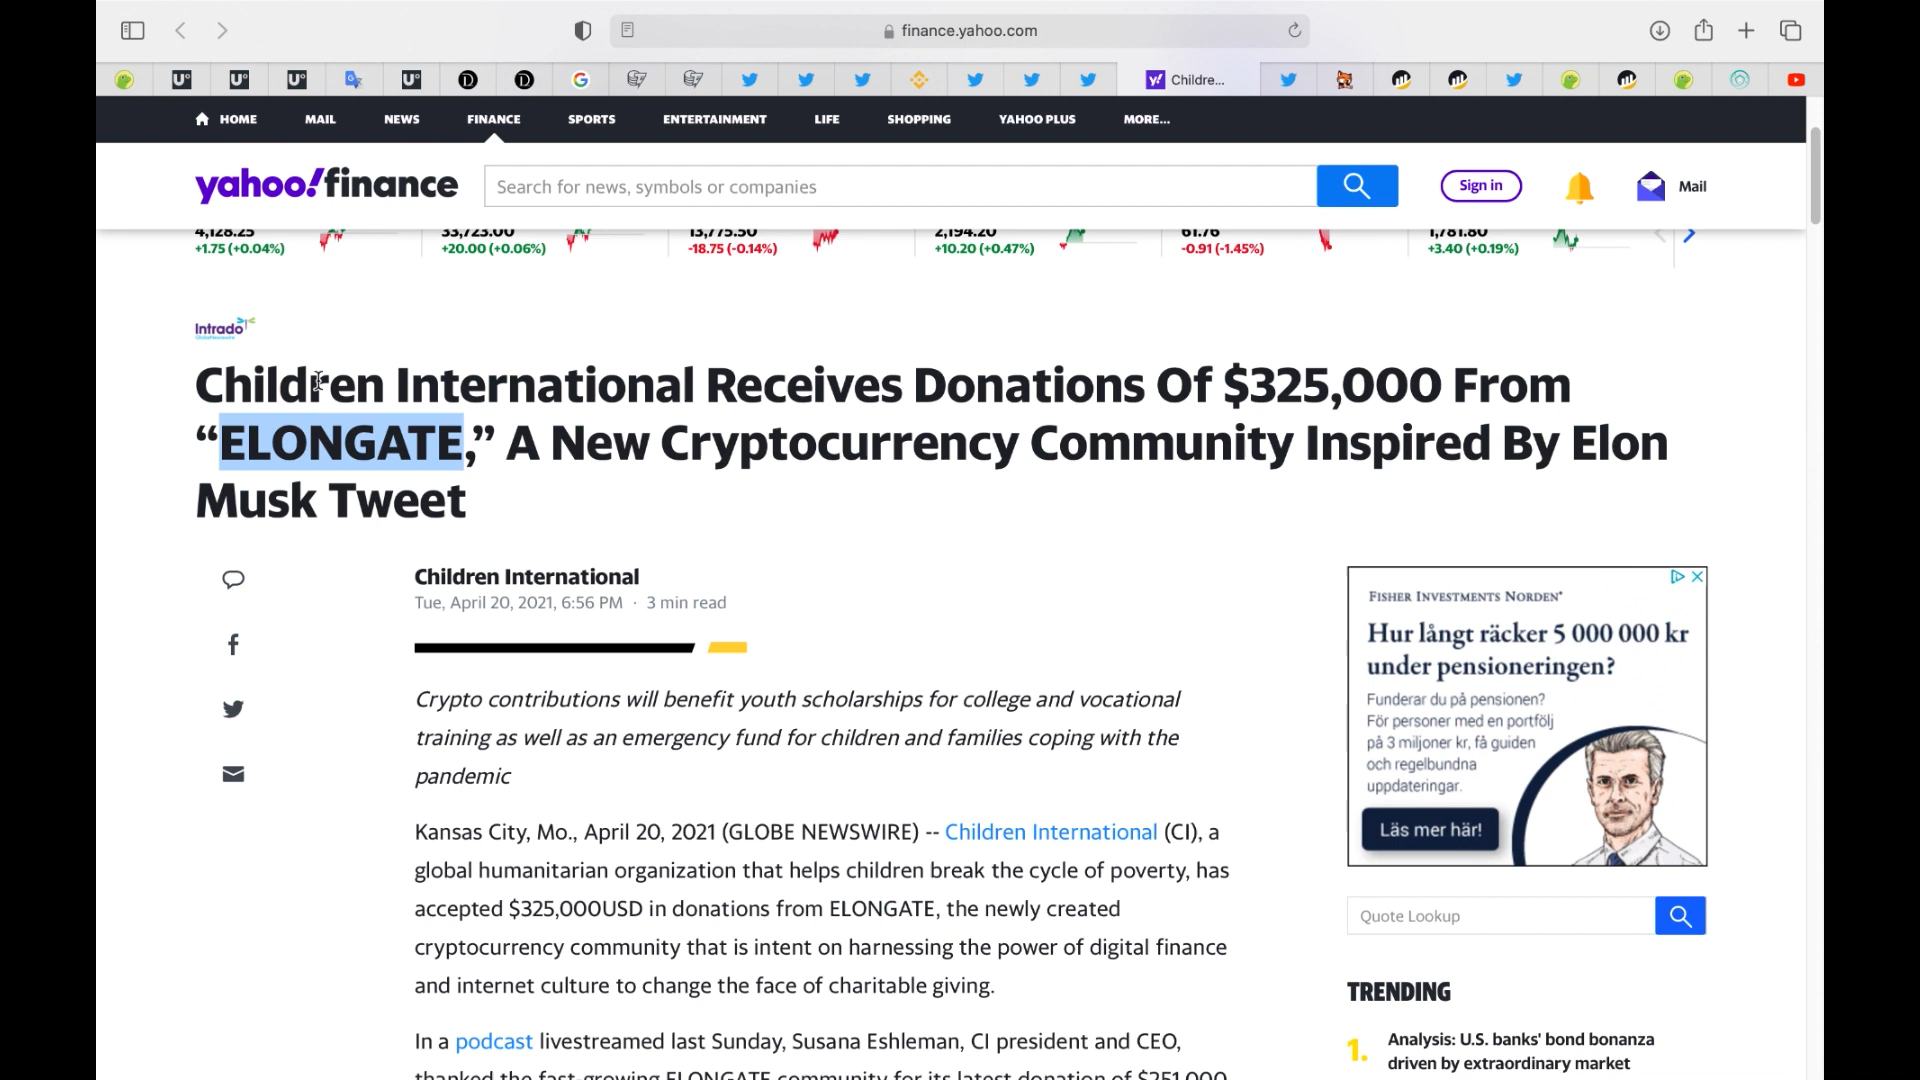 finance.yahoo.com
Childre...
HOME MAIL NEWS FINANCE SPORTS ENTERTAINMENT LIFE SHOPPING YAHOO PLUS MORE...
yahoo!finance Search for news, symbols or companies Sign in Mail
4,128.25 33,723.00 13,775.50 2,194.20 61.76 1,781.80
+1.75 (+0.04%) +20.00 (+0.06%) -18.75 (-0.14%) +10.20 (+0.47%) -0.91 (-1.45%) +3.40 (+0.19%)
Intrado
GlobeNewswire
Children International Receives Donations Of $325,000 From
“ELONGATE,” A New Cryptocurrency Community Inspired By Elon
Musk Tweet
Children International
Tue, April 20, 2021, 6:56 PM · 3 min read
Crypto contributions will benefit youth scholarships for college and vocational
training as well as an emergency fund for children and families coping with the
pandemic
Kansas City, Mo., April 20, 2021 (GLOBE NEWSWIRE) -- Children International (CI), a
global humanitarian organization that helps children break the cycle of poverty, has
accepted $325,000USD in donations from ELONGATE, the newly created
cryptocurrency community that is intent on harnessing the power of digital finance
and internet culture to change the face of charitable giving.
In a podcast livestreamed last Sunday, Susana Eshleman, CI president and CEO,
thanked the fast-growing ELONGATE community for its latest donation of $251,000
FISHER INVESTMENTS NORDEN*
Hur långt räcker 5 000 000 kr
under pensioneringen?
Funderar du på pensionen?
För personer med en portfölj
på 3 miljoner kr, få guiden
och regelbundna
uppdateringar.
Läs mer här!
Quote Lookup
TRENDING
1. Analysis: U.S. banks' bond bonanza
driven by extraordinary market